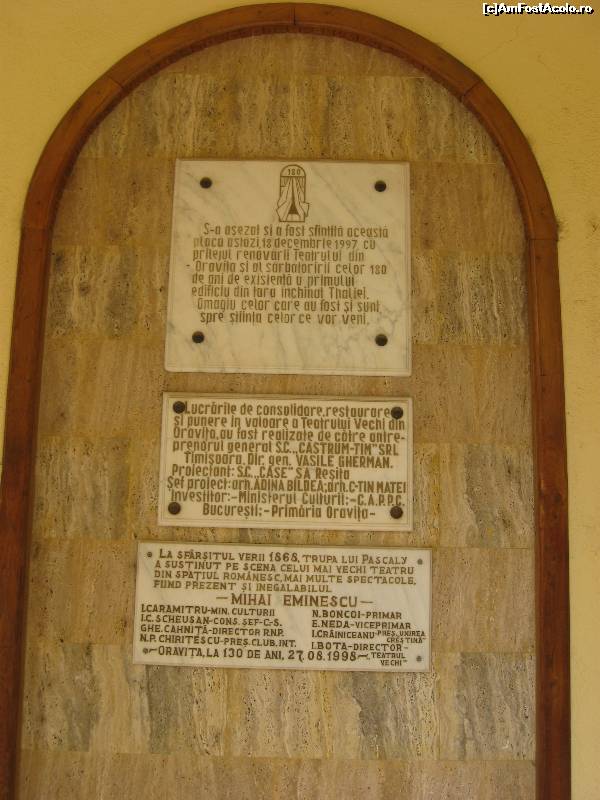 [c]AmFostAcolo.ro
180
S-a așezat și a fost sfințită această
placă astăzi, 18 decembrie 1997, cu
prilejul renovării Teatrului din
- Oravița și al sărbătoririi celor 180
de ani de existență a primului
edificiu din țară închinat Thaliei.
Omagiu celor care au fost și sunt
spre știința celor ce vor veni.
Lucrările de consolidare, restaurare
și punere în valoare a Teatrului Vechi din
Oravița, au fost realizate de către antre-
prenorul general S.C. „CASTRUM-TIM" SRL
Timișoara. Dir. gen. VASILE GHERMAN.
Proiectant: S.C. „CASE" SA Reșița
Șef proiect: arh. ADINA BILDEA; arh. C-TIN MATEI
Investitor: - Ministerul Culturii: - C.A.P.P.C.
București: - Primăria Oravița -
LA SFÂRȘITUL VERII 1868, TRUPA LUI PASCALY
A SUSȚINUT PE SCENA CELUI MAI VECHI TEATRU
DIN SPAȚIUL ROMÂNESC, MAI MULTE SPECTACOLE,
FIIND PREZENT ȘI INEGALABILUL
- MIHAI EMINESCU -
I.CARAMITRU-MIN. CULTURII N.BONCOI-PRIMAR
I.C. SCHEUSAN-CONS. ȘEF-C-S. E.NEDA-VICEPRIMAR
GHE.CAHNIȚĂ-DIRECTOR R.N.P. I.CRĂINICEANU-PREȘ. UNIREA CREȘTINĂ"
N.P. CHIRIȚESCU-PREȘ.CLUB.INT. I.BOTA-DIRECTOR-
-ORAVIȚA, LA 130 DE ANI, 27.08.1998- „TEATRUL VECHI"